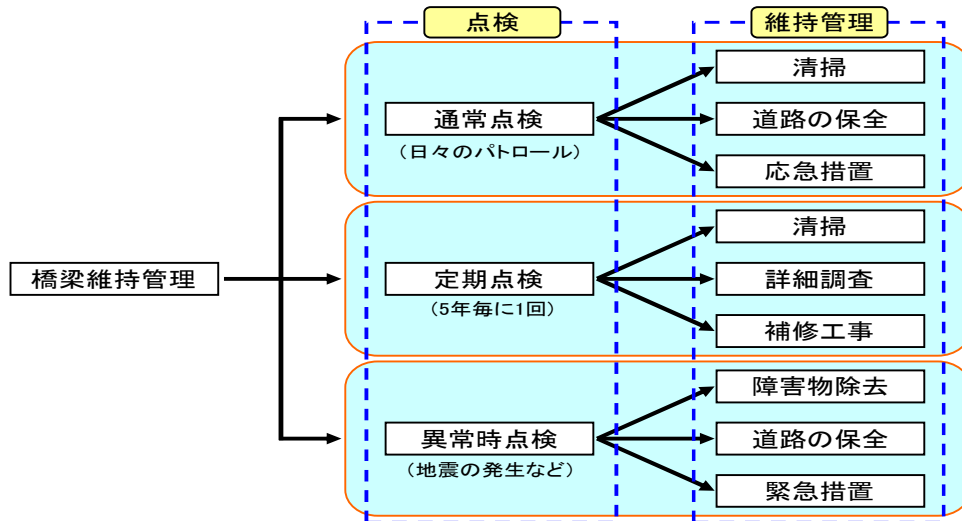 点検
維持管理
清掃
通常点検
(日々のパトロール)
道路の保全
応急措置
清掃
橋梁維持管理
定期点検
(5年毎に1回)
詳細調査
補修工事
障害物除去
異常時点検
(地震の発生など)
道路の保全
緊急措置